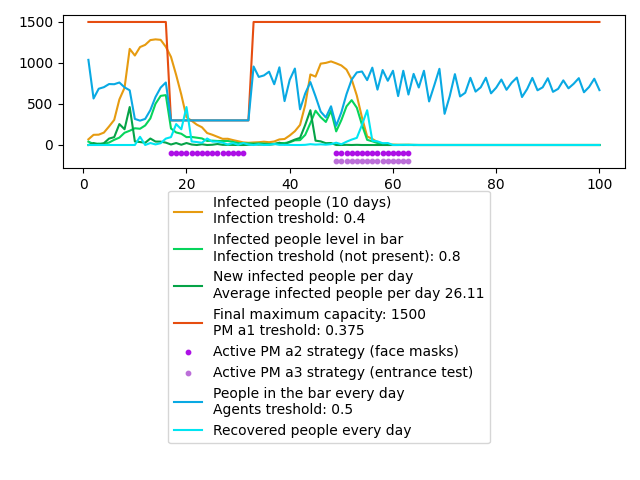 1500
1000
500
0
0 20 40 60 80 100
Infected people (10 days)
Infection treshold: 0.4
Infected people level in bar
Infection treshold (not present): 0.8
New infected people per day
Average infected people per day 26.11
Final maximum capacity: 1500
PM a1 treshold: 0.375
Active PM a2 strategy (face masks)
Active PM a3 strategy (entrance test)
People in the bar every day
Agents treshold: 0.5
Recovered people every day